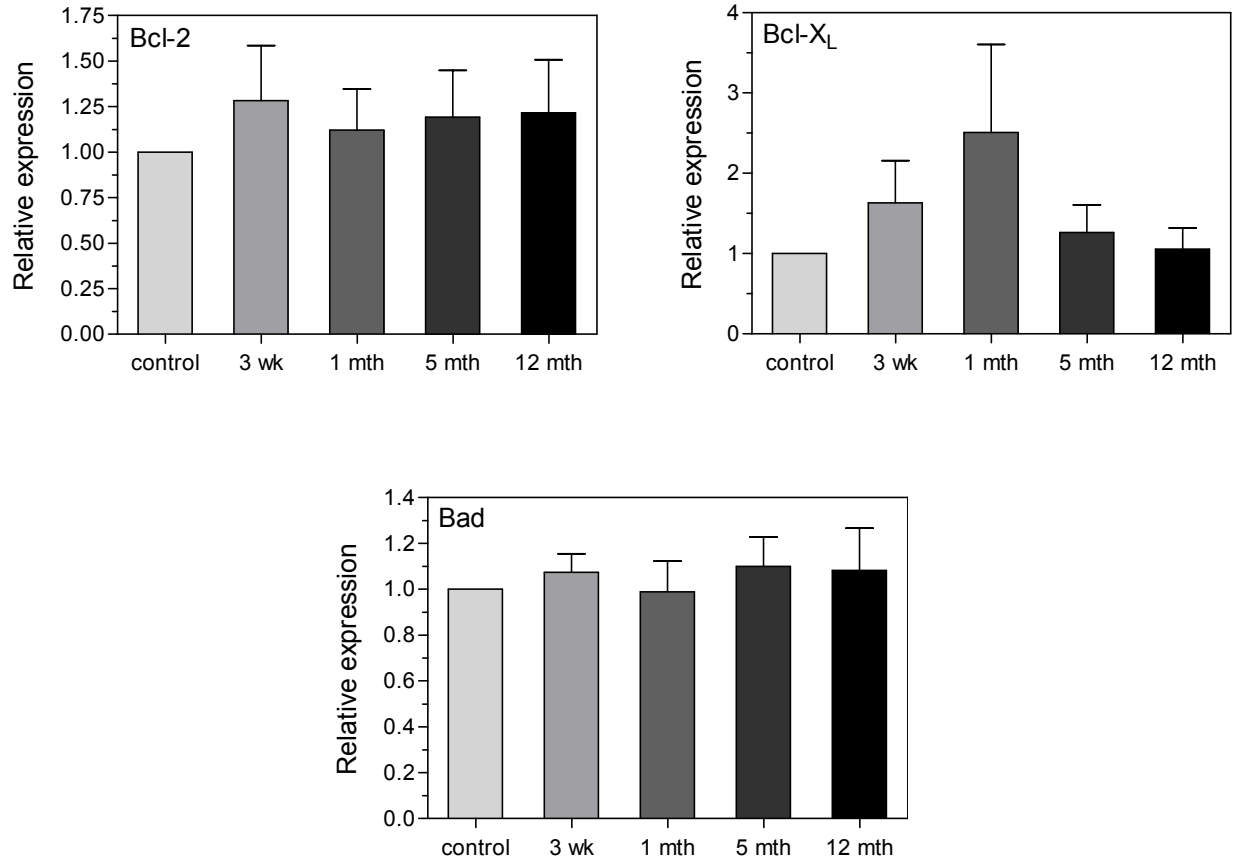 Bcl-2
Relative expression
1.75
1.50
1.25
1.00
0.75
0.50
0.25
0.00
control 3 wk 1 mth 5 mth 12 mth
Bcl-X_L
Relative expression
4
3
2
1
0
control 3 wk 1 mth 5 mth 12 mth
Bad
Relative expression
1.4
1.2
1.0
0.8
0.6
0.4
0.2
0.0
control 3 wk 1 mth 5 mth 12 mth